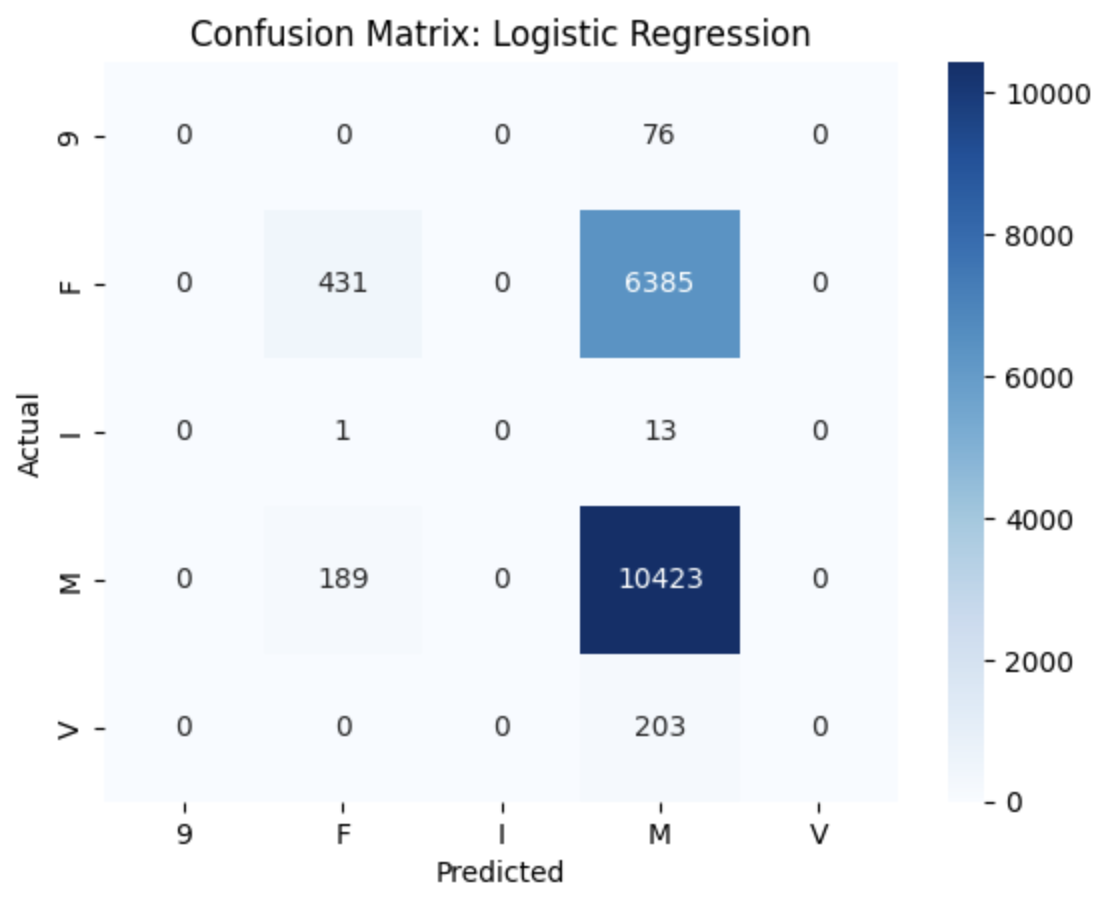 Confusion Matrix: Logistic Regression
9 0 0 0 76 0
F 0 431 0 6385 0
I 0 1 0 13 0
M 0 189 0 10423 0
V 0 0 0 203 0
9 F I M V
Predicted
Actual
10000
8000
6000
4000
2000
0